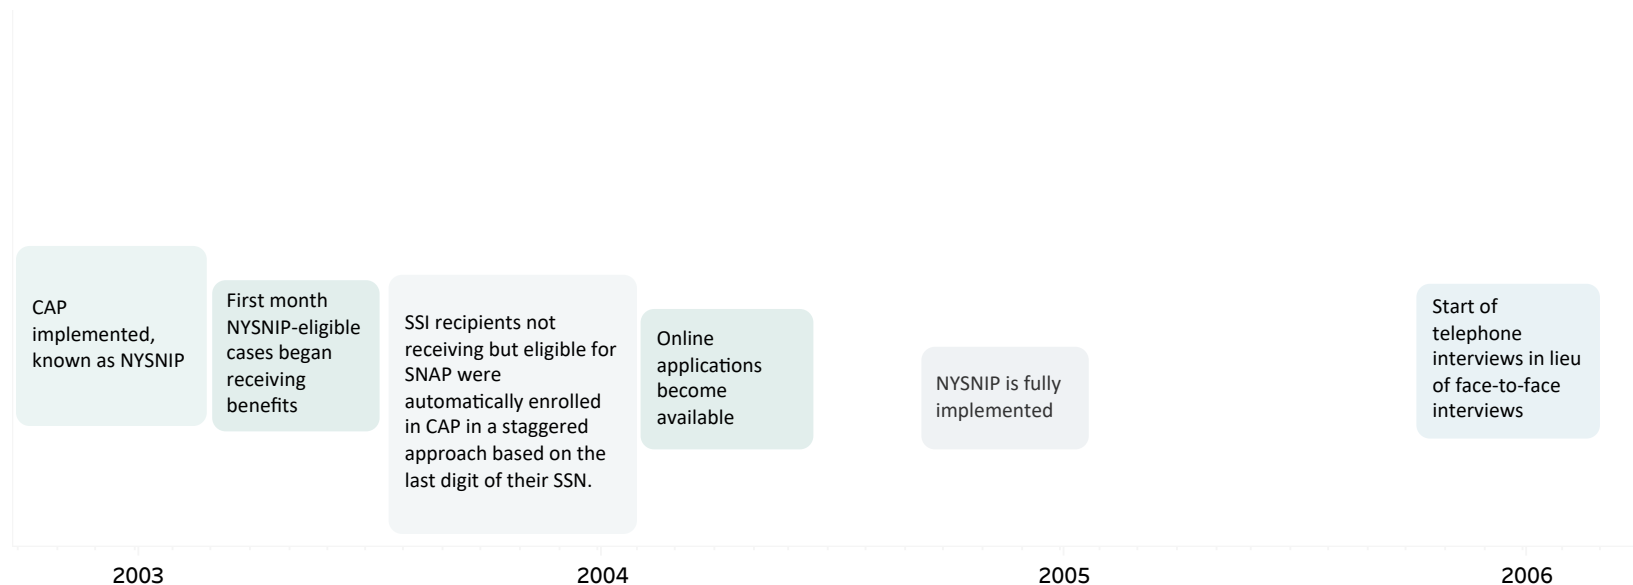 CAP
implemented,
known as NYSNIP
First month
NYSNIP-eligible
cases began
receiving
benefits
SSI recipients not
receiving but eligible for
SNAP were
automatically enrolled
in CAP in a staggered
approach based on the
last digit of their SSN.
Online
applications
become
available
NYSNIP is fully
implemented
Start of
telephone
interviews in lieu
of face-to-face
interviews
2003
2004
2005
2006